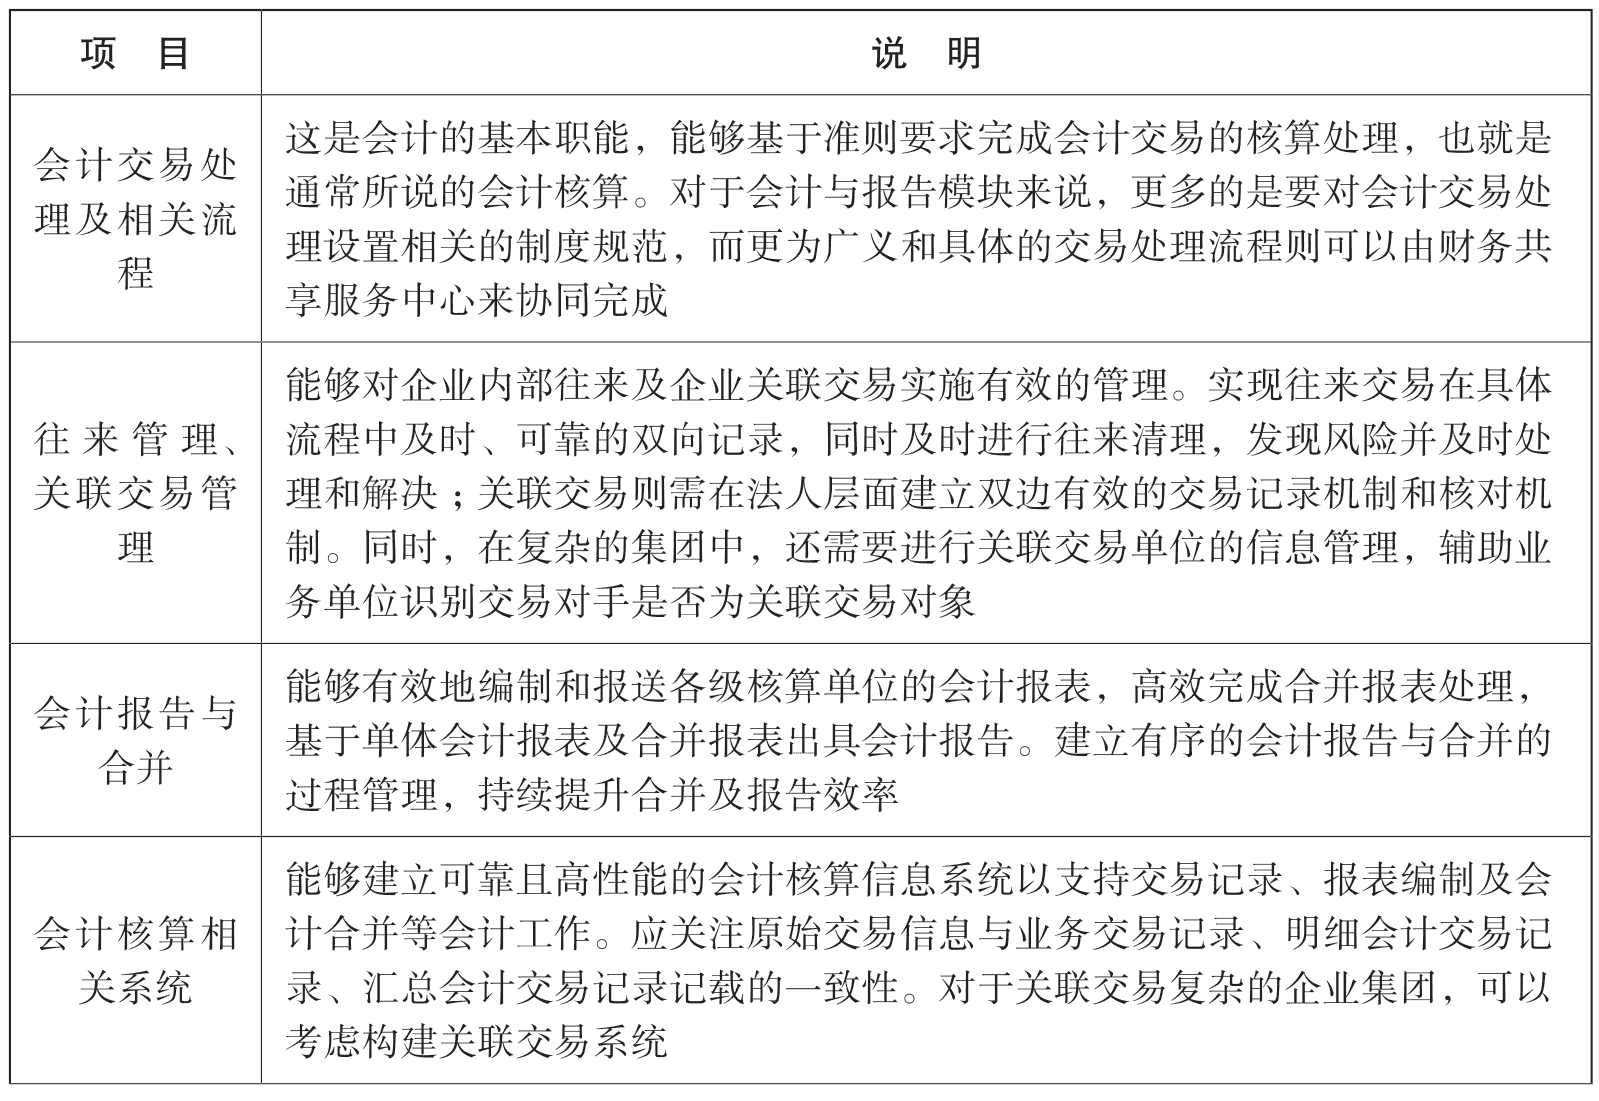 项 目
说 明
会计交易处
理及相关流
程
这是会计的基本职能，能够基于准则要求完成会计交易的核算处理，也就是
通常所说的会计核算。对于会计与报告模块来说，更多的是要对会计交易处
理设置相关的制度规范，而更为广义和具体的交易处理流程则可以由财务共
享服务中心来协同完成
往来管理、
关联交易管
理
能够对企业内部往来及企业关联交易实施有效的管理。实现往来交易在具体
流程中及时、可靠的双向记录，同时及时进行往来清理，发现风险并及时处
理和解决；关联交易则需在法人层面建立双边有效的交易记录机制和核对机
制。同时，在复杂的集团中，还需要进行关联交易单位的信息管理，辅助业
务单位识别交易对手是否为关联交易对象
会计报告与
合并
能够有效地编制和报送各级核算单位的会计报表，高效完成合并报表处理，
基于单体会计报表及合并报表出具会计报告。建立有序的会计报告与合并的
过程管理，持续提升合并及报告效率
会计核算相
关系统
能够建立可靠且高性能的会计核算信息系统以支持交易记录、报表编制及会
计合并等会计工作。应关注原始交易信息与业务交易记录、明细会计交易记
录、汇总会计交易记录记载的一致性。对于关联交易复杂的企业集团，可以
考虑构建关联交易系统